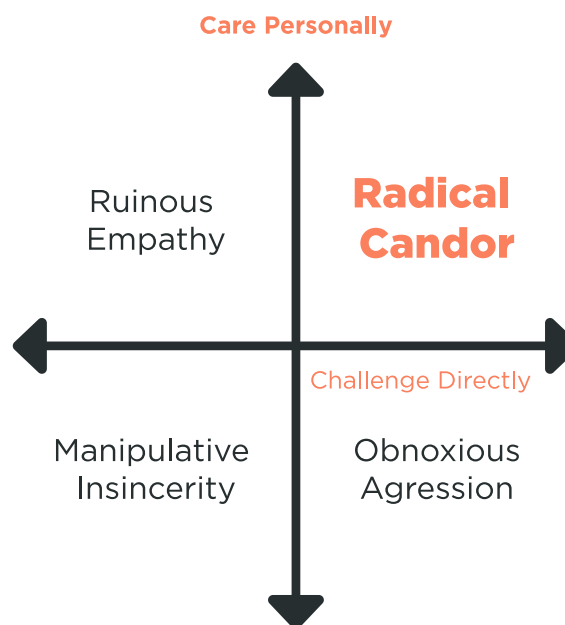 Care Personally
Ruinous
Empathy
Radical
Candor
Challenge Directly
Manipulative
Insincerity
Obnoxious
Agression